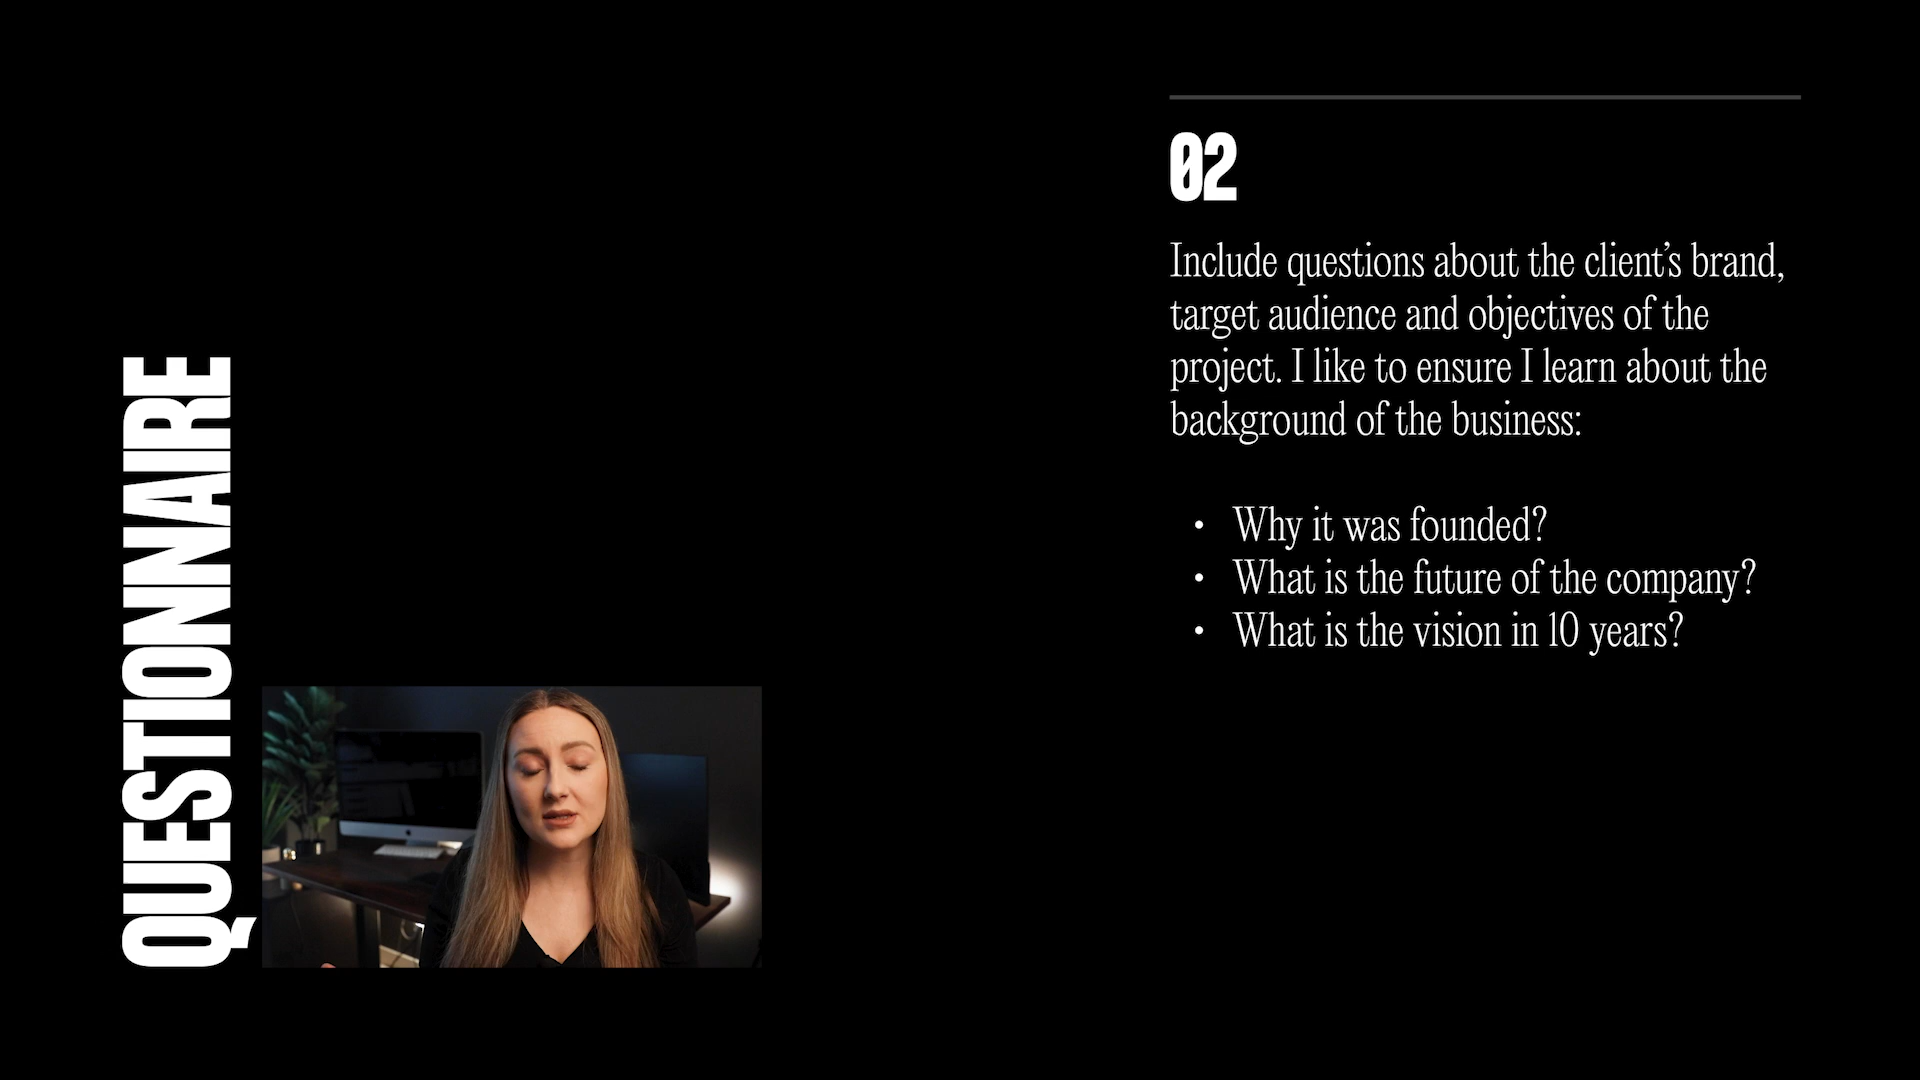 QUESTIONNAIRE
02
Include questions about the client’s brand,
target audience and objectives of the
project. I like to ensure I learn about the
background of the business:
• Why it was founded?
• What is the future of the company?
• What is the vision in 10 years?